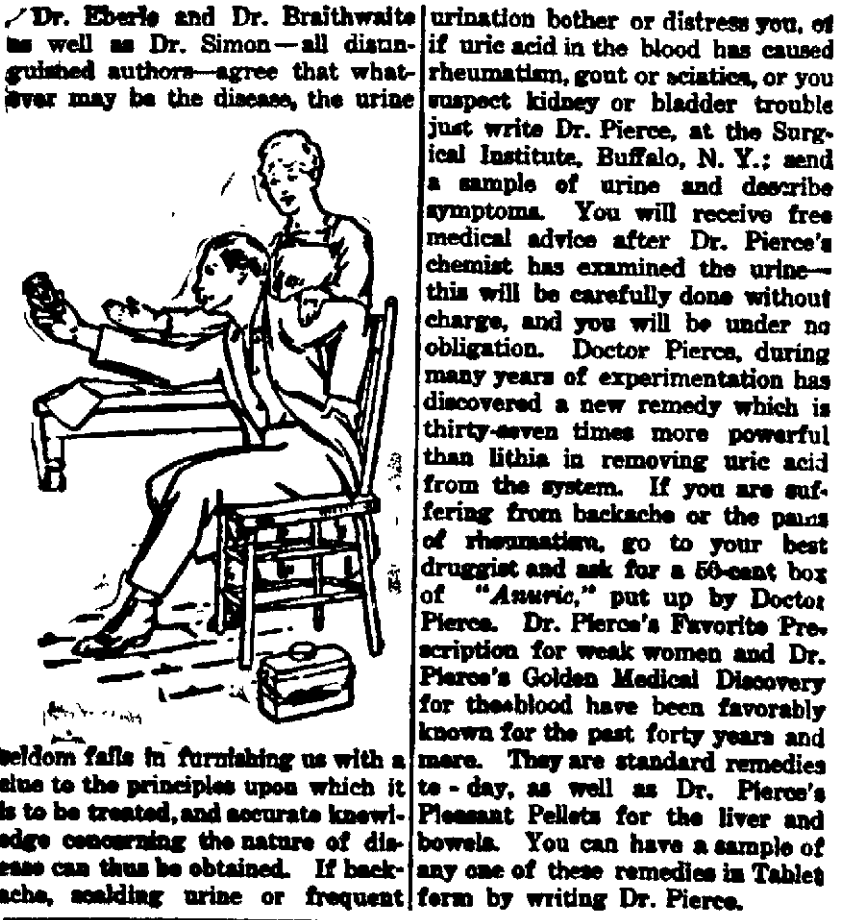 Dr. Eberle and Dr. Braithwaite
as well as Dr. Simon—all distin-
guished authors—agree that what-
ever may be the disease, the urine
seldom fails in furnishing us with a
clue to the principles upon which it
is to be treated, and accurate knowl-
edge concerning the nature of dis-
ease can thus be obtained. If back-
ache, scalding urine or frequent
urination bother or distress you, or
if uric acid in the blood has caused
rheumatism, gout or sciatica, or you
suspect kidney or bladder trouble
just write Dr. Pierce, at the Surg-
ical Institute, Buffalo, N. Y.; send
a sample of urine and describe
symptoms. You will receive free
medical advice after Dr. Pierce's
chemist has examined the urine—
this will be carefully done without
charge, and you will be under no
obligation. Doctor Pierce, during
many years of experimentation has
discovered a new remedy which is
thirty-seven times more powerful
than lithia in removing uric acid
from the system. If you are suf-
fering from backache or the pains
of rheumatism, go to your best
druggist and ask for a 50-cent box
of "Anuric," put up by Doctor
Pierce. Dr. Pierce's Favorite Pre-
scription for weak women and Dr.
Pierce's Golden Medical Discovery
for the blood have been favorably
known for the past forty years and
more. They are standard remedies
to-day, as well as Dr. Pierce's
Pleasant Pellets for the liver and
bowels. You can have a sample of
any one of these remedies in Tablet
form by writing Dr. Pierce.